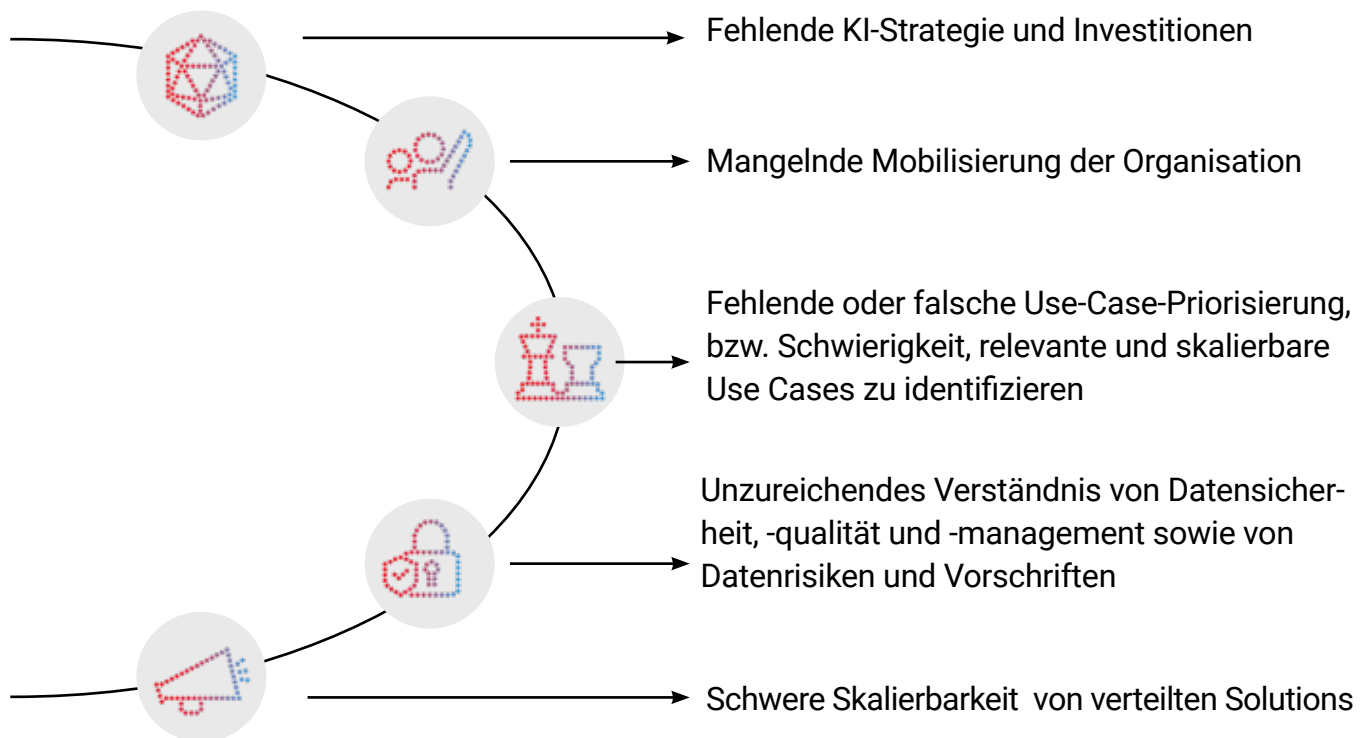 Fehlende KI-Strategie und Investitionen
Mangelnde Mobilisierung der Organisation
Fehlende oder falsche Use-Case-Priorisierung,
bzw. Schwierigkeit, relevante und skalierbare
Use Cases zu identifizieren
Unzureichendes Verständnis von Datensicher-
heit, -qualität und -management sowie von
Datenrisiken und Vorschriften
Schwere Skalierbarkeit  von verteilten Solutions